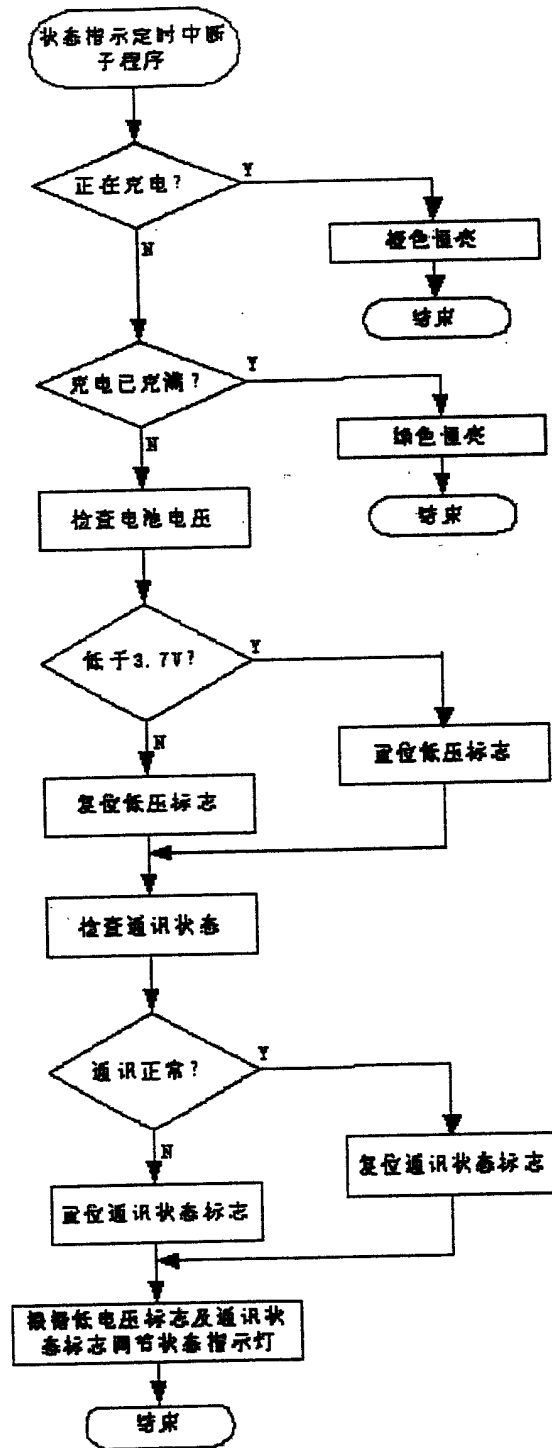 状态指示定时中断
子程序
正在充电?
Y
橙色恒亮
N
结束
充电已充满?
Y
绿色恒亮
N
检查电池电压
结束
低于3.7V?
Y
N
置位低压标志
复位低压标志
检查通讯状态
通讯正常?
Y
N
复位通讯状态标志
置位通讯状态标志
根据低电压标志及通讯状
态标志调节状态指示灯
结束